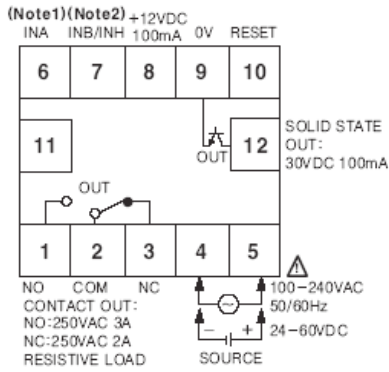 (Note1)(Note2) +12VDC
INA INB/INH 100mA 0V RESET
6 7 8 9 10
11
OUT
12
SOLID STATE
OUT:
30VDC 100mA
OUT
1 2 3 4 5
NO COM NC
CONTACT OUT:
NO:250VAC 3A
NC:250VAC 2A
RESISTIVE LOAD
100-240VAC
50/60Hz
- +
24-60VDC
SOURCE